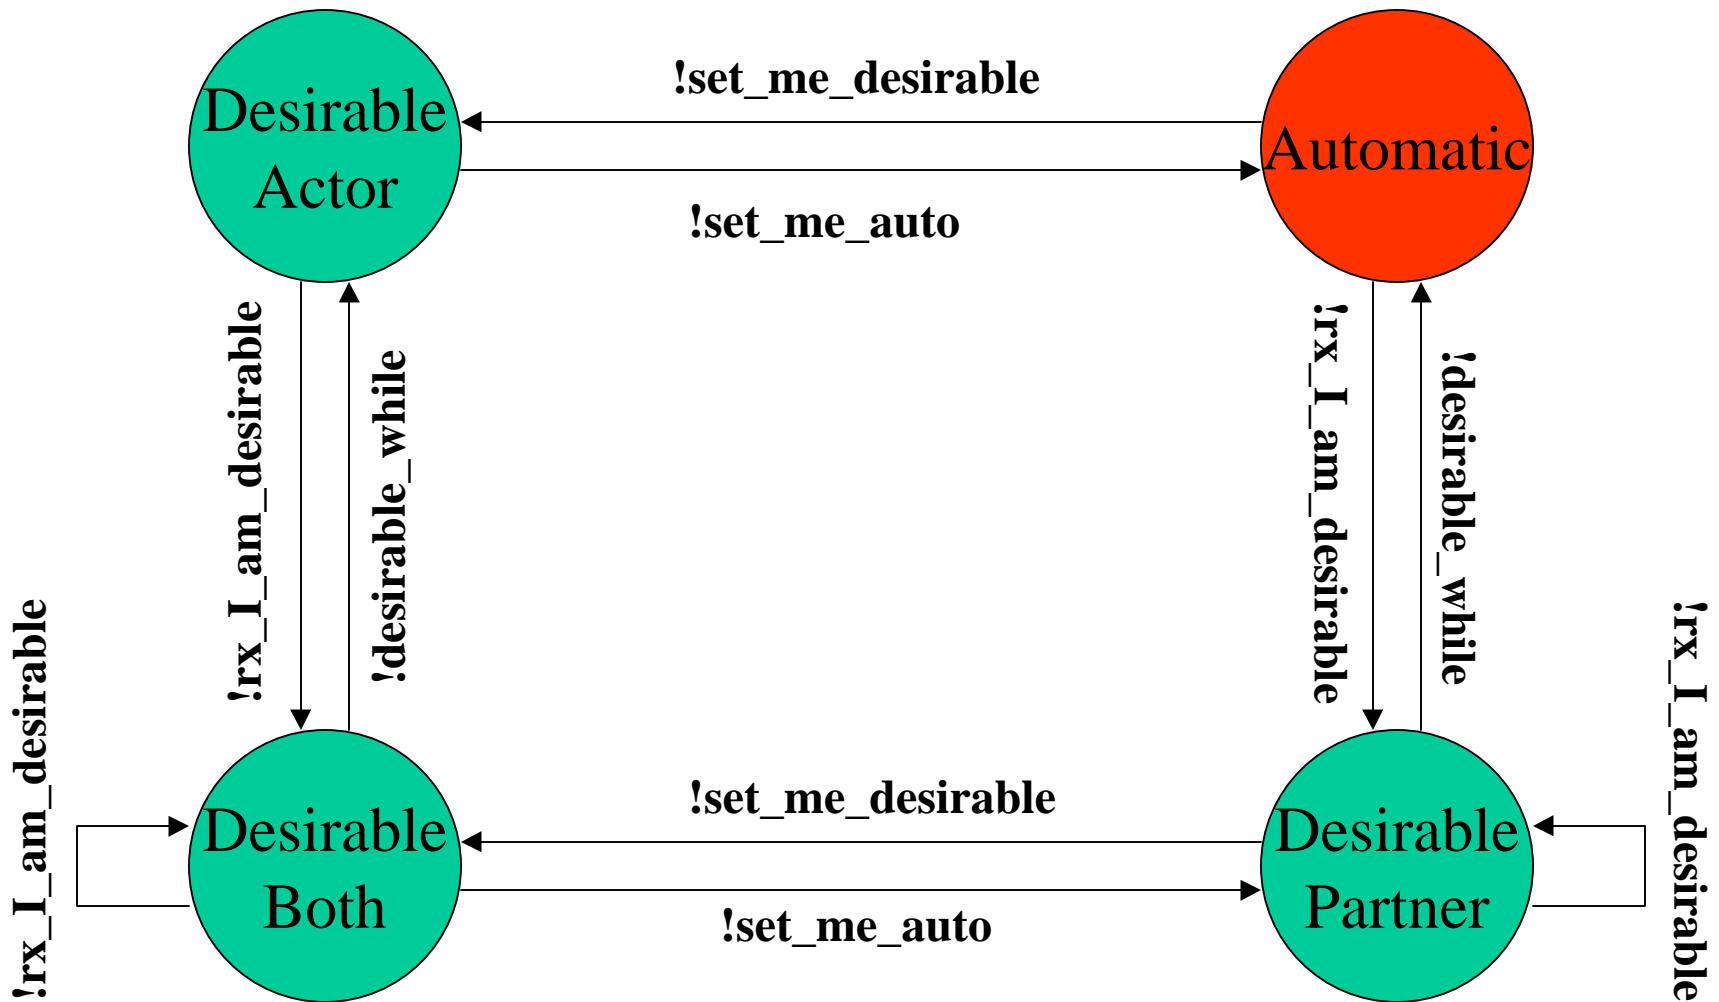 !set_me_desirable
Desirable
Actor
Automatic
!set_me_auto
!rx_I_am_desirable
!desirable_while
!rx_I_am_desirable
!desirable_while
!rx_I_am_desirable
!rx_I_am_desirable
!set_me_desirable
Desirable
Both
Desirable
Partner
!set_me_auto